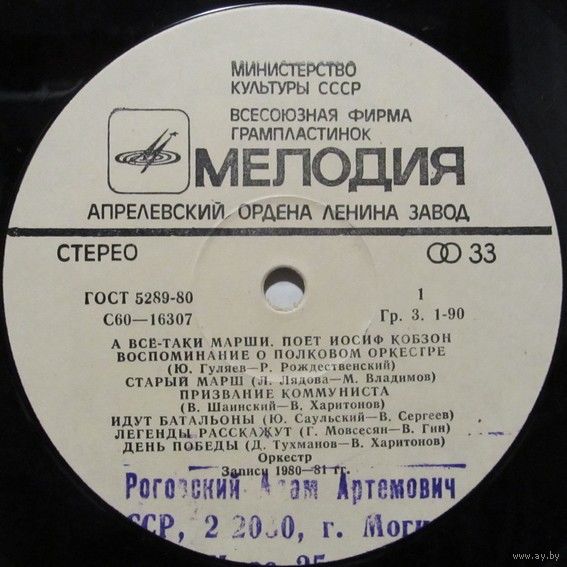 МИНИСТЕРСТВО
КУЛЬТУРЫ СССР
ВСЕСОЮЗНАЯ ФИРМА
ГРАМПЛАСТИНОК
МЕЛОДИЯ
АПРЕЛЕВСКИЙ ОРДЕНА ЛЕНИНА ЗАВОД
СТЕРЕО 33
ГОСТ 5289-80 1
С60—16307 Гр. 3. 1-90
А ВСЕ-ТАКИ МАРШИ. ПОЕТ ИОСИФ КОБЗОН
ВОСПОМИНАНИЕ О ПОЛКОВОМ ОРКЕСТРЕ
(Ю. Гуляев—Р. Рождественский)
СТАРЫЙ МАРШ (Л. Лядова—М. Владимов)
ПРИЗВАНИЕ КОММУНИСТА
(В. Шаинский—В. Харитонов)
ИДУТ БАТАЛЬОНЫ (Ю. Саульский—В. Сергеев)
ЛЕГЕНДЫ РАССКАЖУТ (Г. Мовсесян—В. Гин)
ДЕНЬ ПОБЕДЫ (Д. Тухманов—В. Харитонов)
Оркестр
Записи 1980—81 гг.
Артемович
г.
www.ay.by